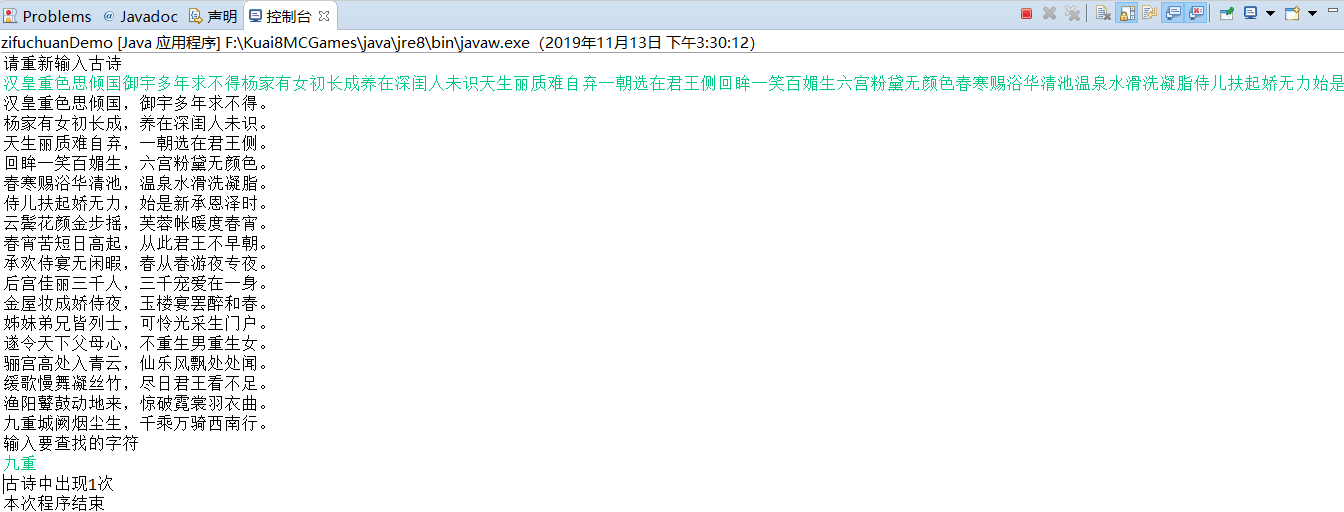 Problems @ Javadoc 声明 控制台
zifuchuanDemo [Java 应用程序] F:\Kuai8MCGames\java\jre8\bin\javaw.exe（2019年11月13日 下午3:30:12）
请重新输入古诗
汉皇重色思倾国御宇多年求不得杨家有女初长成养在深闺人未识天生丽质难自弃一朝选在君王侧回眸一笑百媚生六宫粉黛无颜色春寒赐浴华清池温泉水滑洗凝脂侍儿扶起娇无力始是
汉皇重色思倾国，御宇多年求不得。
杨家有女初长成，养在深闺人未识。
天生丽质难自弃，一朝选在君王侧。
回眸一笑百媚生，六宫粉黛无颜色。
春寒赐浴华清池，温泉水滑洗凝脂。
侍儿扶起娇无力，始是新承恩泽时。
云鬓花颜金步摇，芙蓉帐暖度春宵。
春宵苦短日高起，从此君王不早朝。
承欢侍宴无闲暇，春从春游夜专夜。
后宫佳丽三千人，三千宠爱在一身。
金屋妆成娇侍夜，玉楼宴罢醉和春。
姊妹弟兄皆列士，可怜光采生门户。
遂令天下父母心，不重生男重生女。
骊宫高处入青云，仙乐风飘处处闻。
缓歌慢舞凝丝竹，尽日君王看不足。
渔阳鼙鼓动地来，惊破霓裳羽衣曲。
九重城阙烟尘生，千乘万骑西南行。
输入要查找的字符
九重
古诗中出现1次
本次程序结束